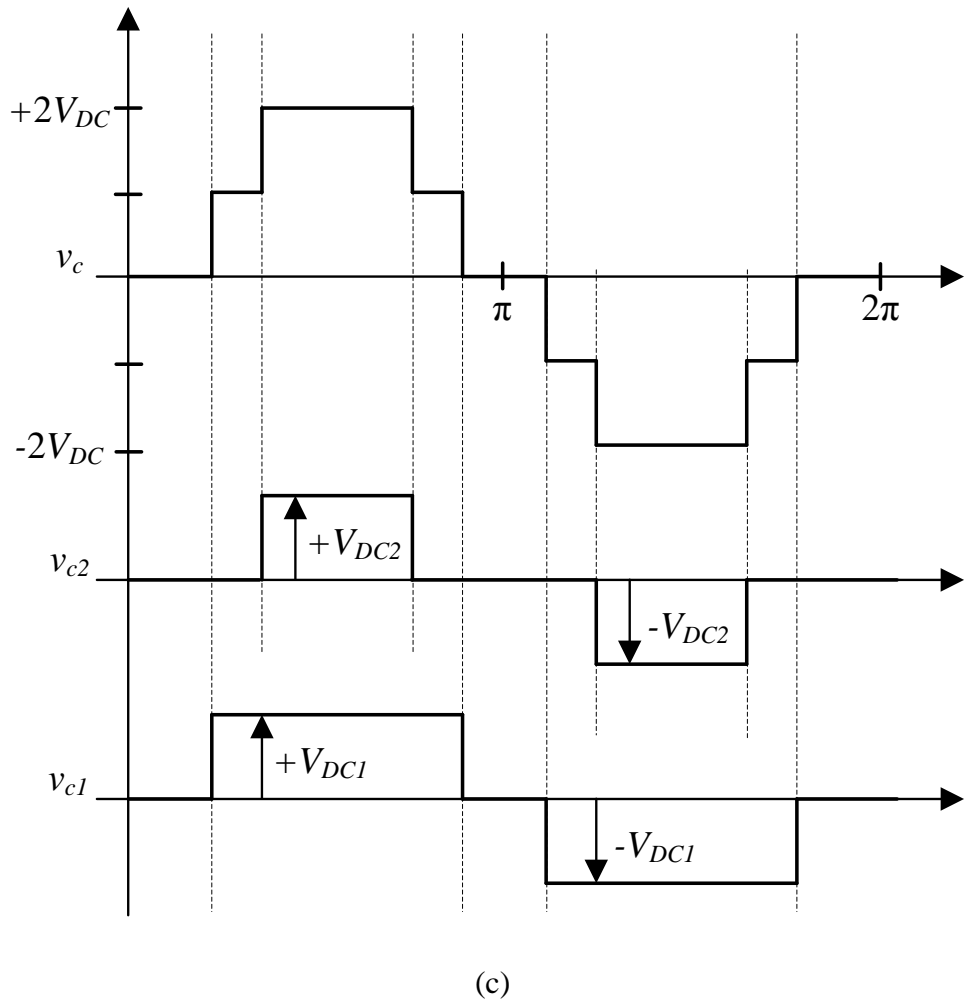 +2V_DC
v_c
π
2π
-2V_DC
v_c2
+V_DC2
-V_DC2
v_c1
+V_DC1
-V_DC1
(c)